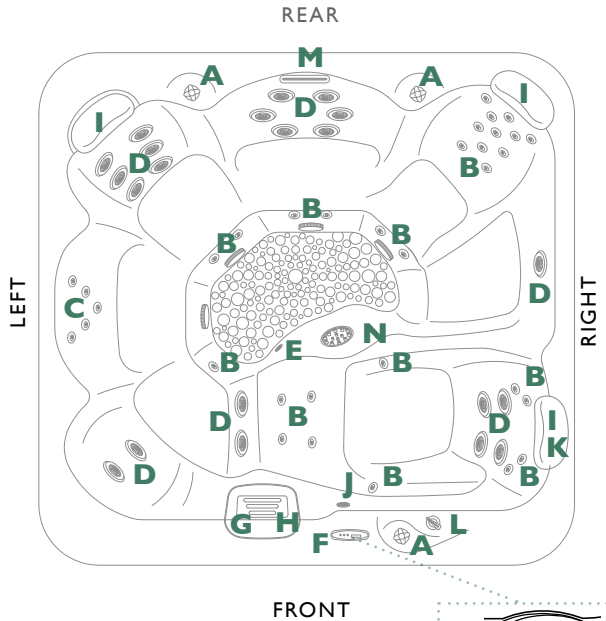 REAR
M
A A
I I
D
D B
B
B B
LEFT RIGHT
C D
N
E
B B
B
D B I
D K
D B B
J
G H L
F A
FRONT